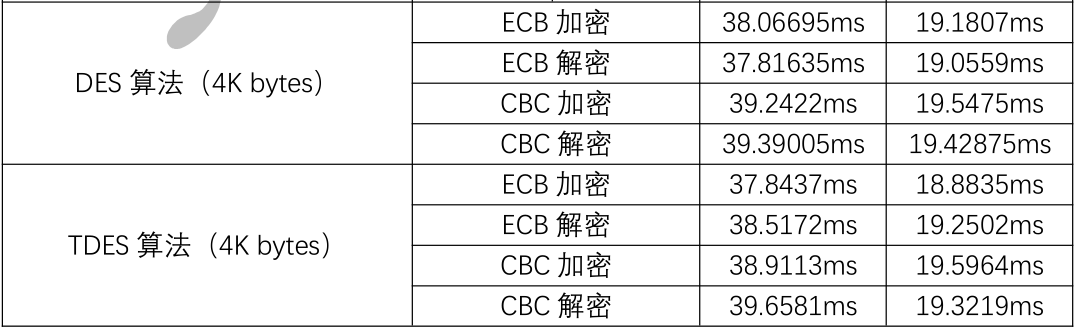 DES 算法（4K bytes）
ECB 加密 38.06695ms 19.1807ms
ECB 解密 37.81635ms 19.0559ms
CBC 加密 39.2422ms 19.5475ms
CBC 解密 39.39005ms 19.42875ms
TDES 算法（4K bytes）
ECB 加密 37.8437ms 18.8835ms
ECB 解密 38.5172ms 19.2502ms
CBC 加密 38.9113ms 19.5964ms
CBC 解密 39.6581ms 19.3219ms